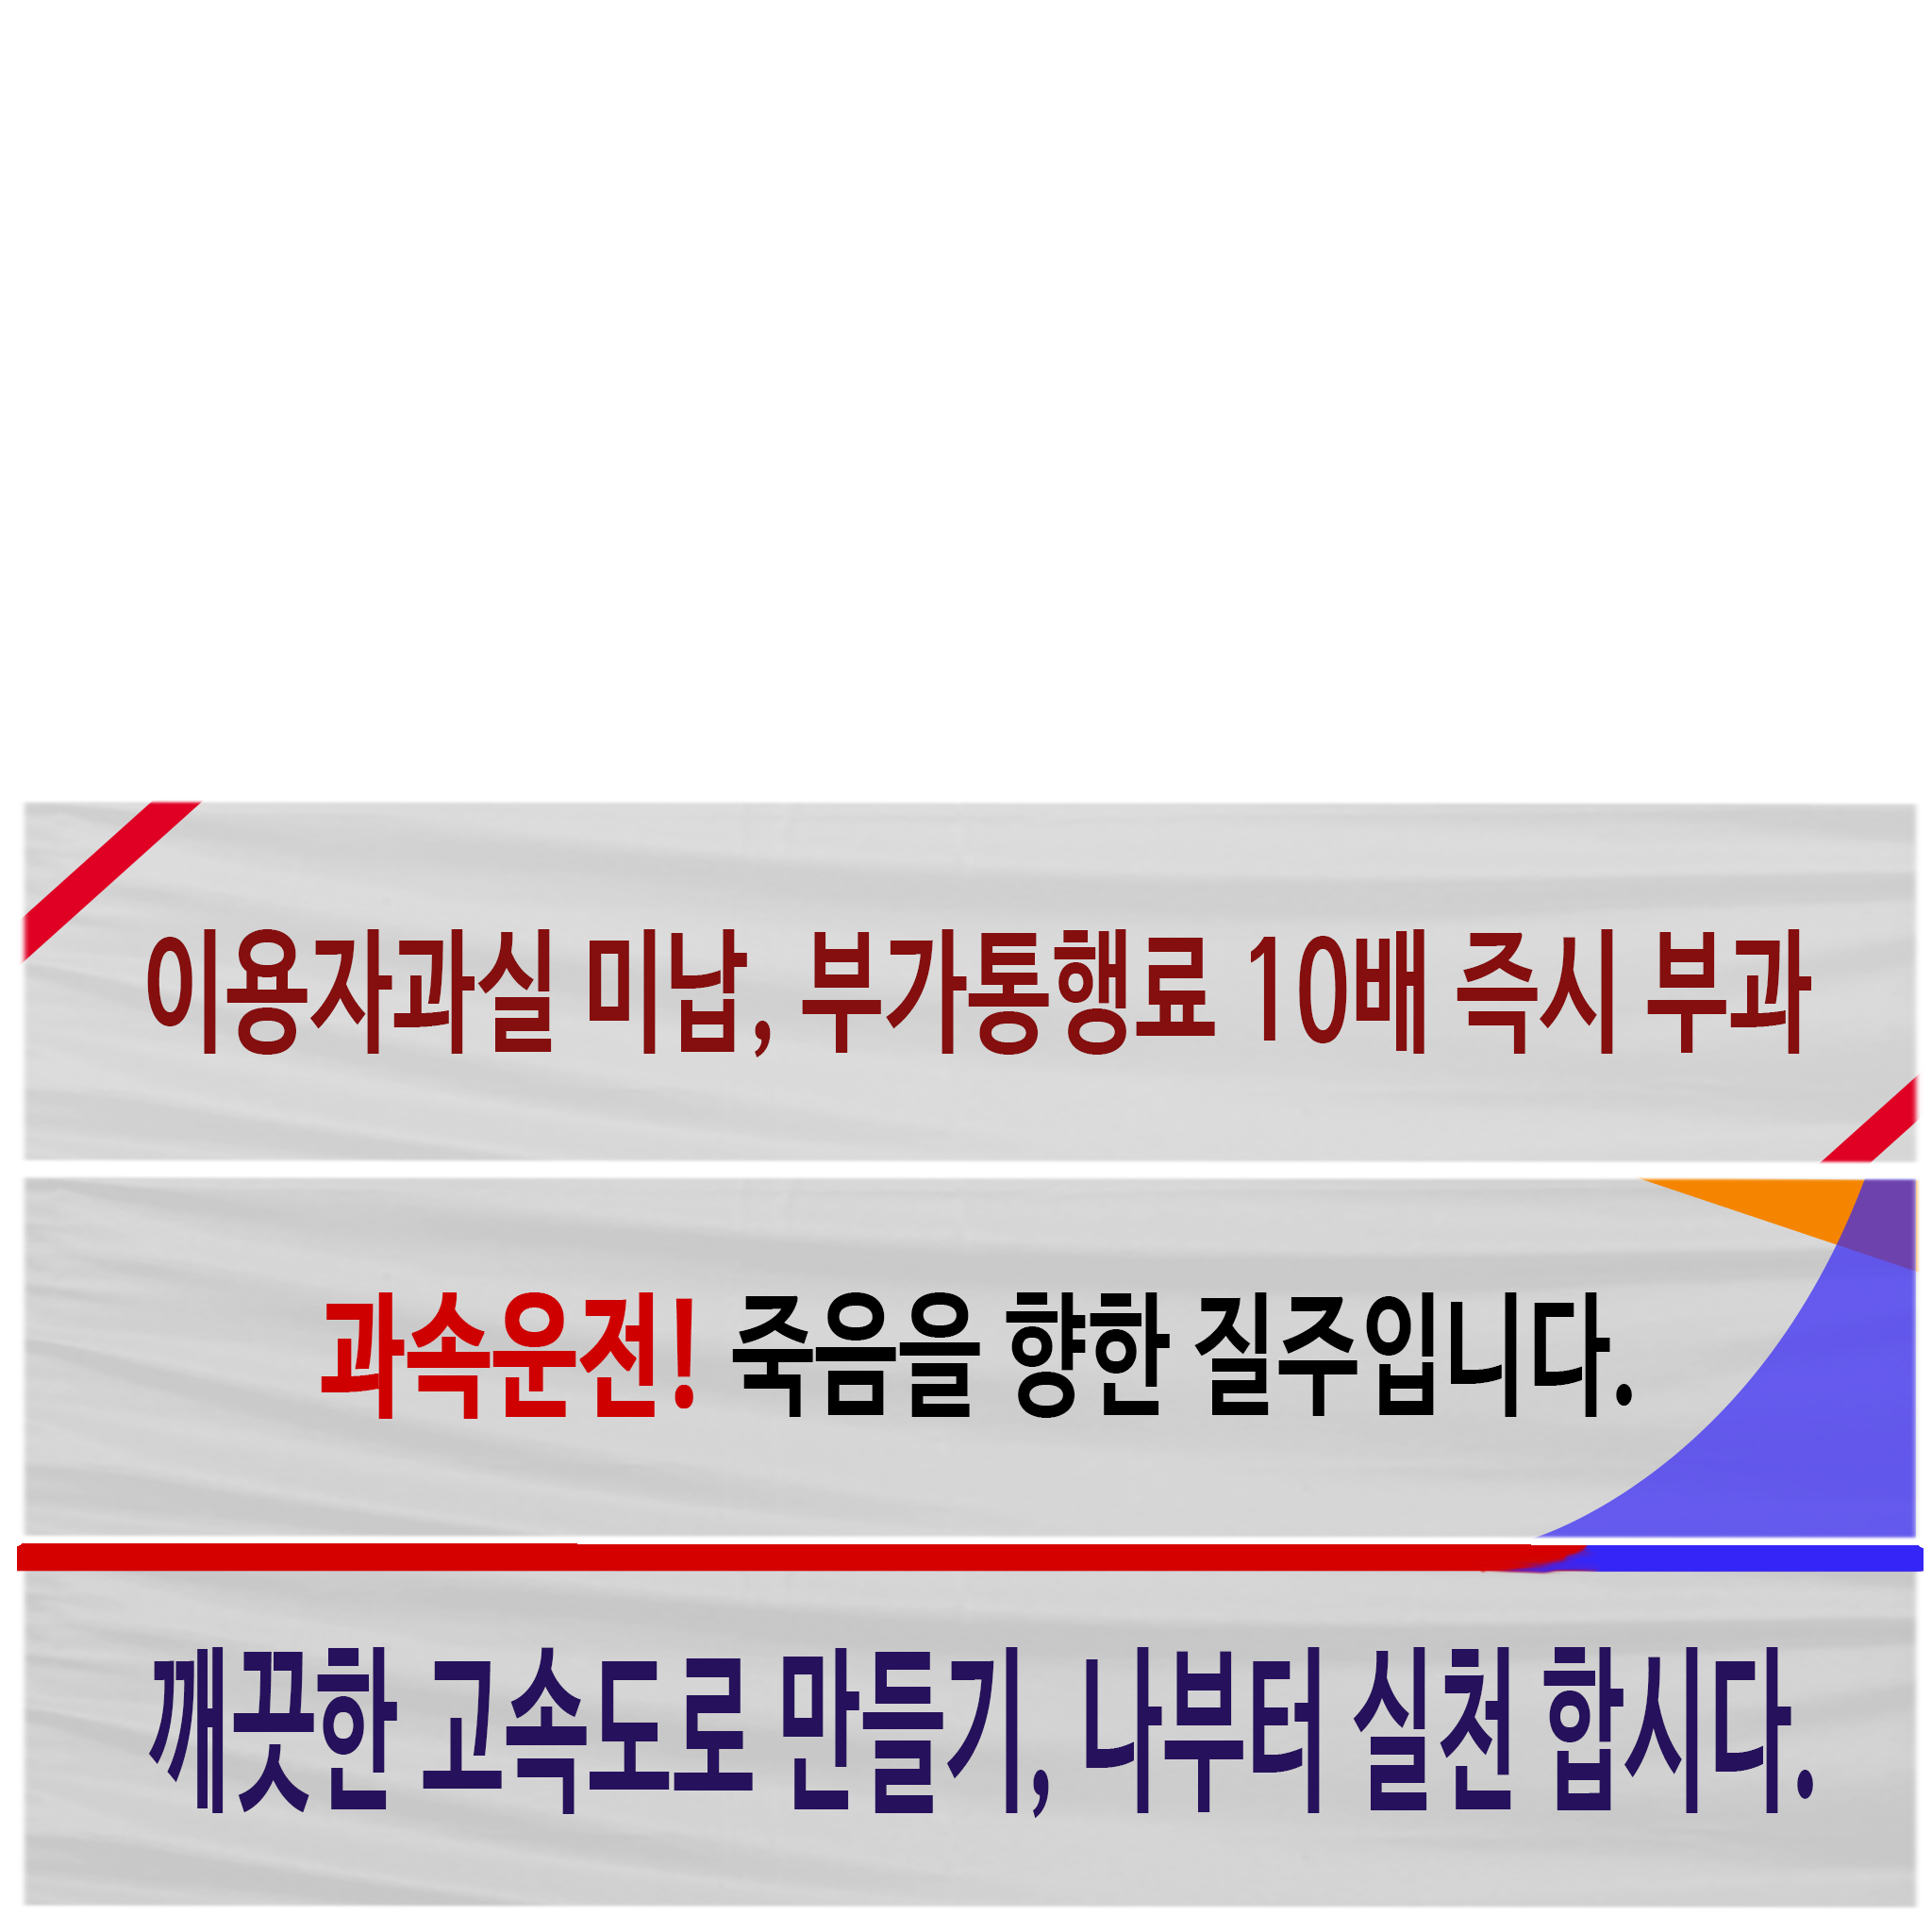 이용자과실 미납, 부가통행료 10배 즉시 부과
과속운전! 죽음을 향한 질주입니다.
깨끗한 고속도로 만들기, 나부터 실천 합시다.